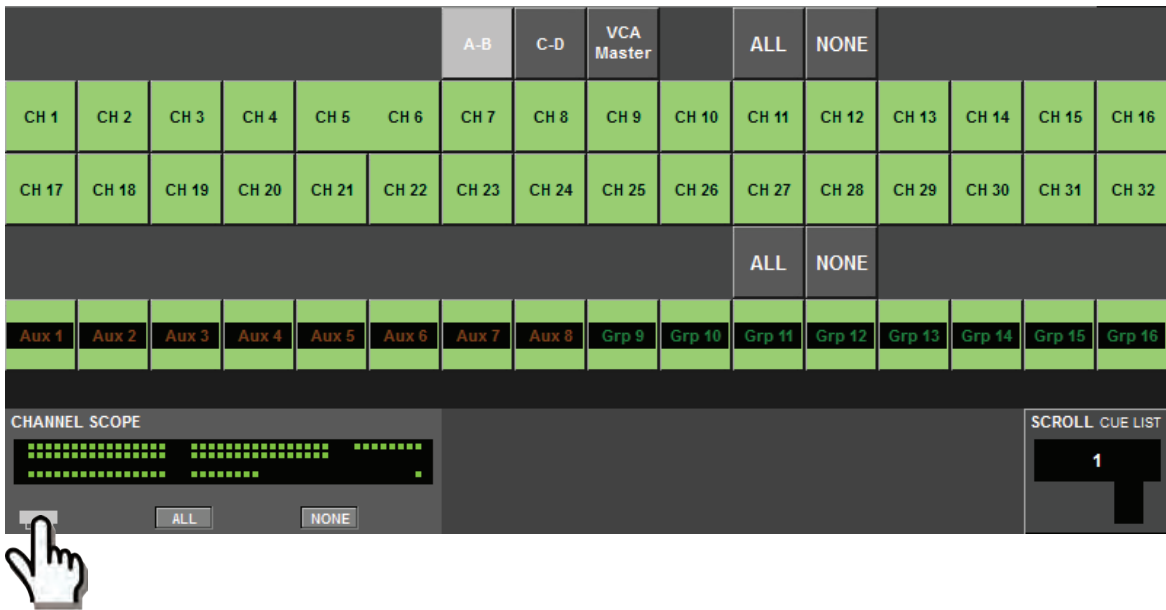 A-B C-D VCA Master ALL NONE
CH 1 CH 2 CH 3 CH 4 CH 5 CH 6 CH 7 CH 8 CH 9 CH 10 CH 11 CH 12 CH 13 CH 14 CH 15 CH 16
CH 17 CH 18 CH 19 CH 20 CH 21 CH 22 CH 23 CH 24 CH 25 CH 26 CH 27 CH 28 CH 29 CH 30 CH 31 CH 32
ALL NONE
Aux 1 Aux 2 Aux 3 Aux 4 Aux 5 Aux 6 Aux 7 Aux 8 Grp 9 Grp 10 Grp 11 Grp 12 Grp 13 Grp 14 Grp 15 Grp 16
CHANNEL SCOPE SCROLL CUE LIST
1
ALL NONE